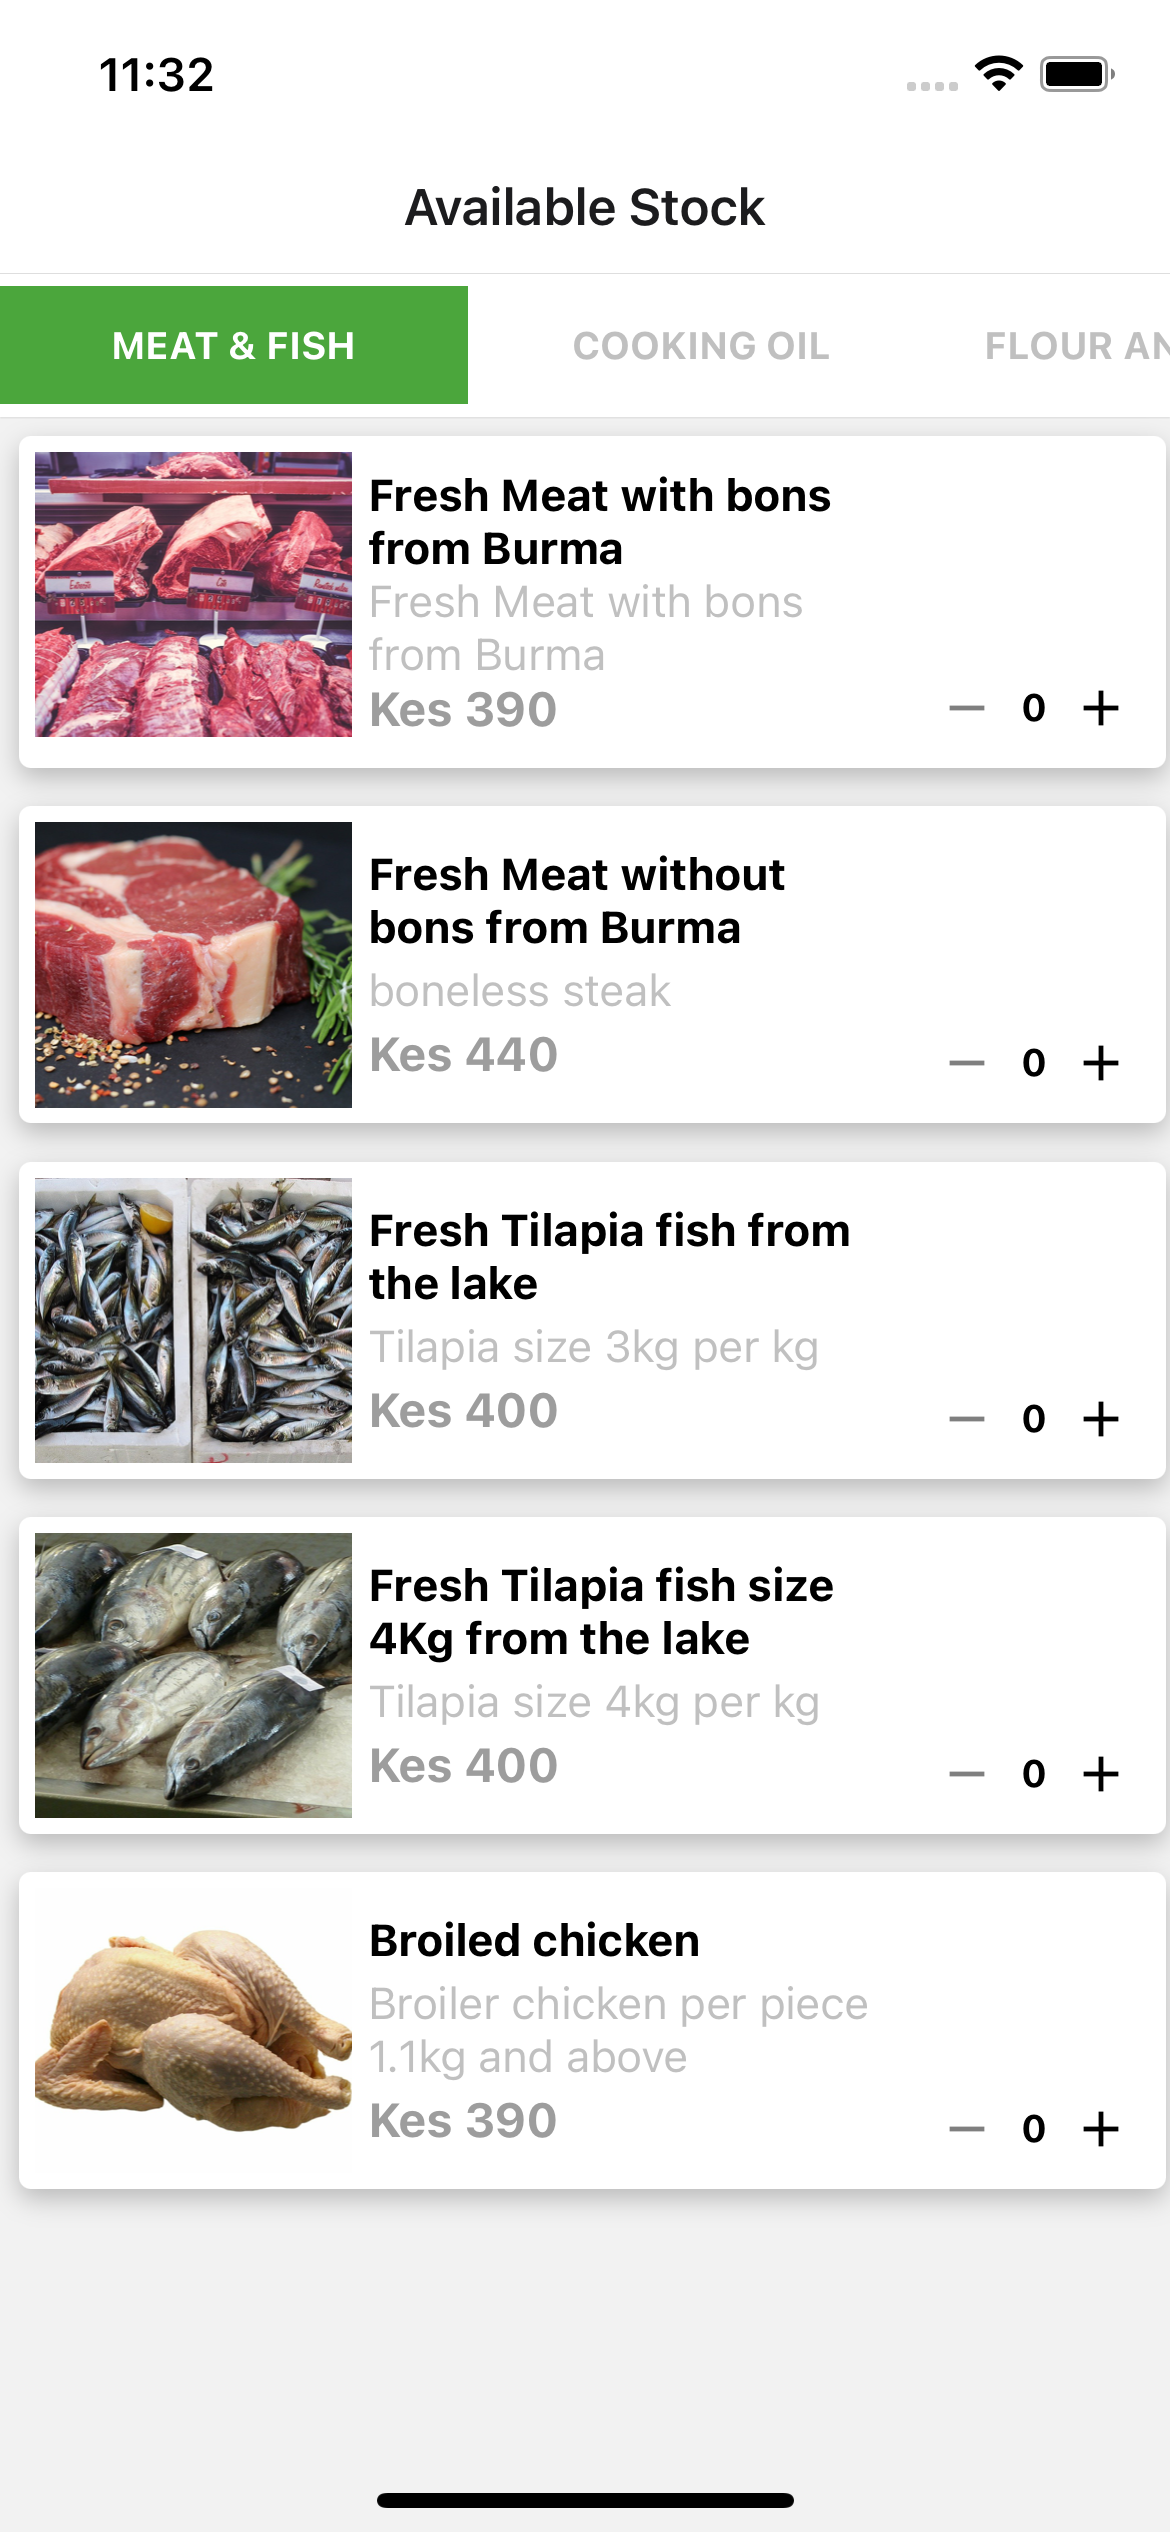 11:32
Available Stock
MEAT & FISH
COOKING OIL
FLOUR AN
Fresh Meat with bons
from Burma
Fresh Meat with bons
from Burma
Kes 390
0
Fresh Meat without
bons from Burma
boneless steak
Kes 440
0
Fresh Tilapia fish from
the lake
Tilapia size 3kg per kg
Kes 400
0
Fresh Tilapia fish size
4Kg from the lake
Tilapia size 4kg per kg
Kes 400
0
Broiled chicken
Broiler chicken per piece
1.1kg and above
Kes 390
0